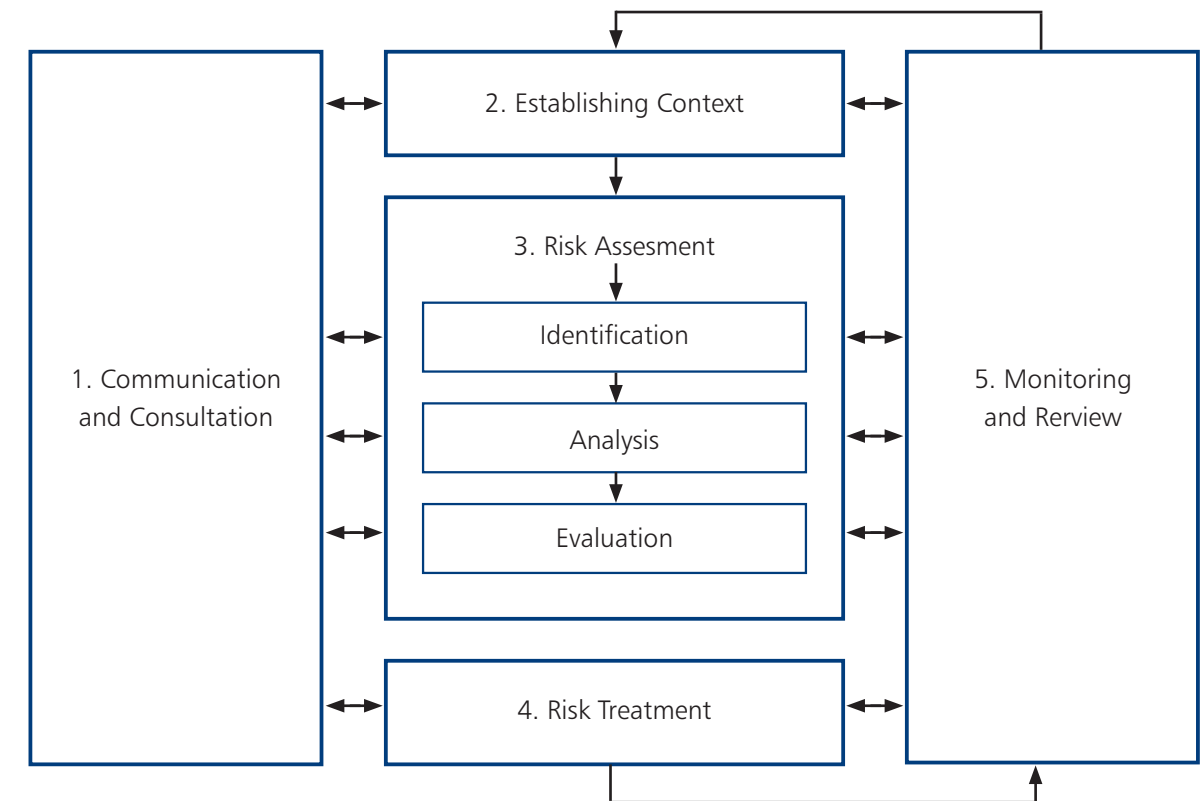 2. Establishing Context
3. Risk Assesment
Identification
Analysis
Evaluation
1. Communication
and Consultation
5. Monitoring
and Rerview
4. Risk Treatment